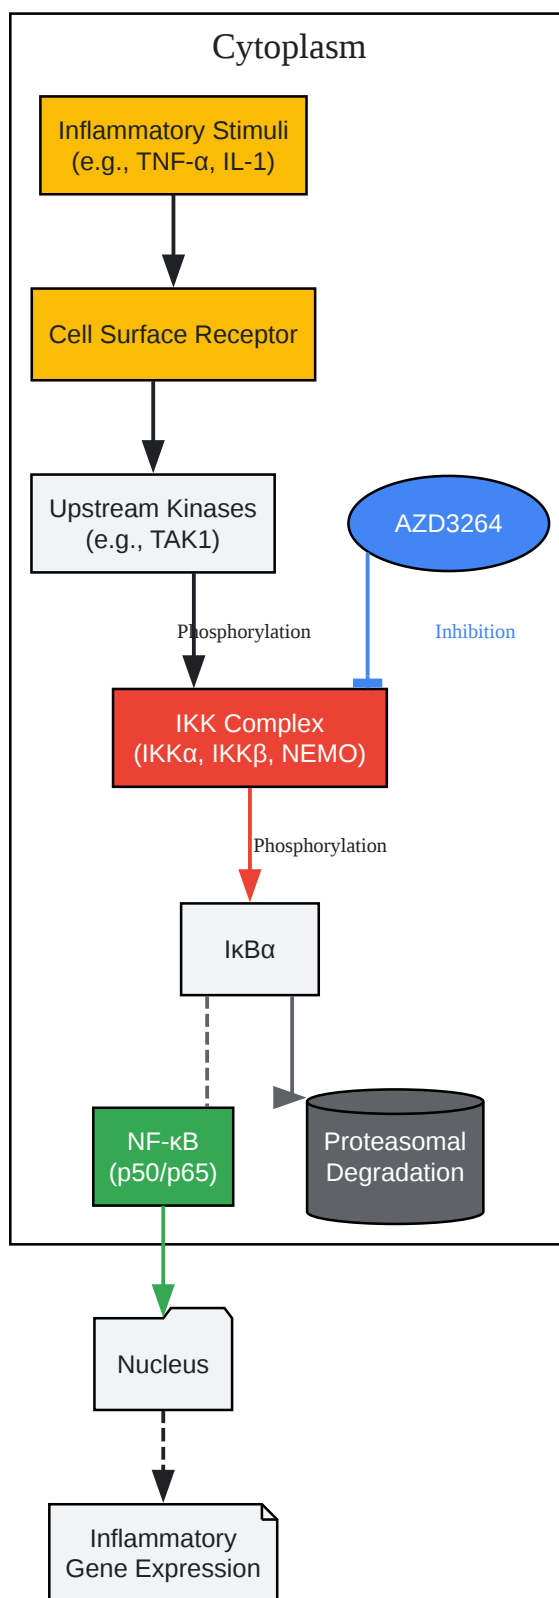 Cytoplasm
Inflammatory Stimuli
(e.g., TNF-α, IL-1)
Cell Surface Receptor
Upstream Kinases
(e.g., TAK1)
AZD3264
Phosphorylation
Inhibition
IKK Complex
(IKKα, IKKβ, NEMO)
Phosphorylation
IκBα
NF-κB
(p50/p65)
Proteasomal
Degradation
Nucleus
Inflammatory
Gene Expression